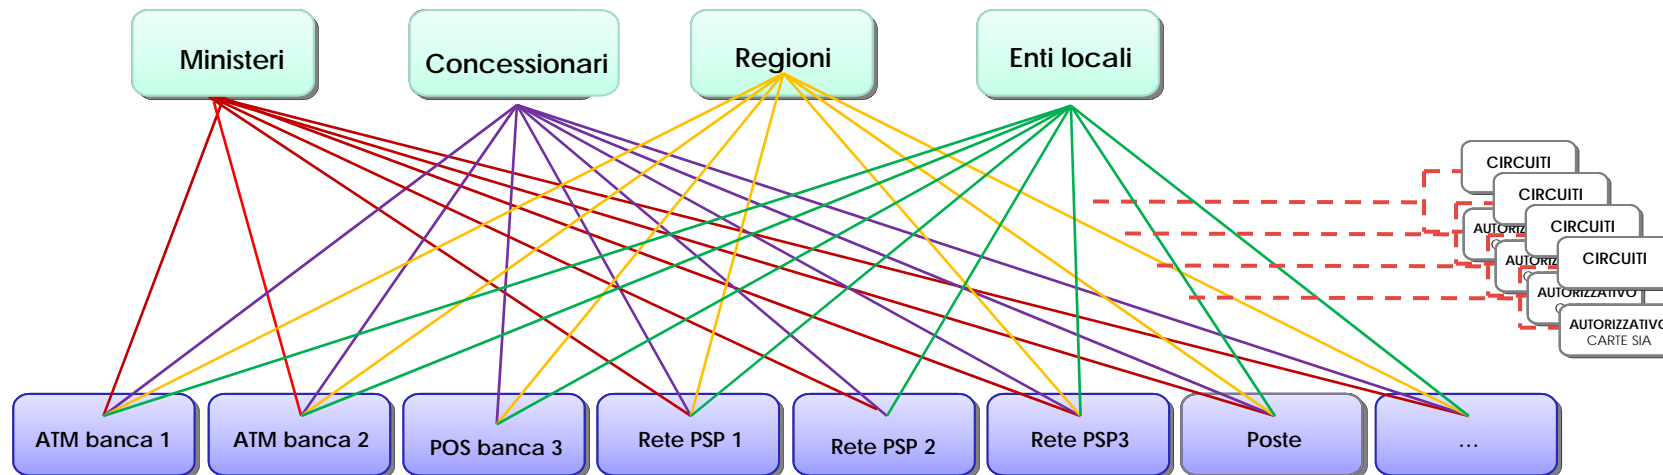 Ministeri
Concessionari
Regioni
Enti locali
CIRCUITI
CIRCUITI
CIRCUITI
CIRCUITI
AUTORIZZATIVO
AUTORIZZATIVO
CARTE SIA
ATM banca 1
ATM banca 2
POS banca 3
Rete PSP 1
Rete PSP 2
Rete PSP3
Poste
...